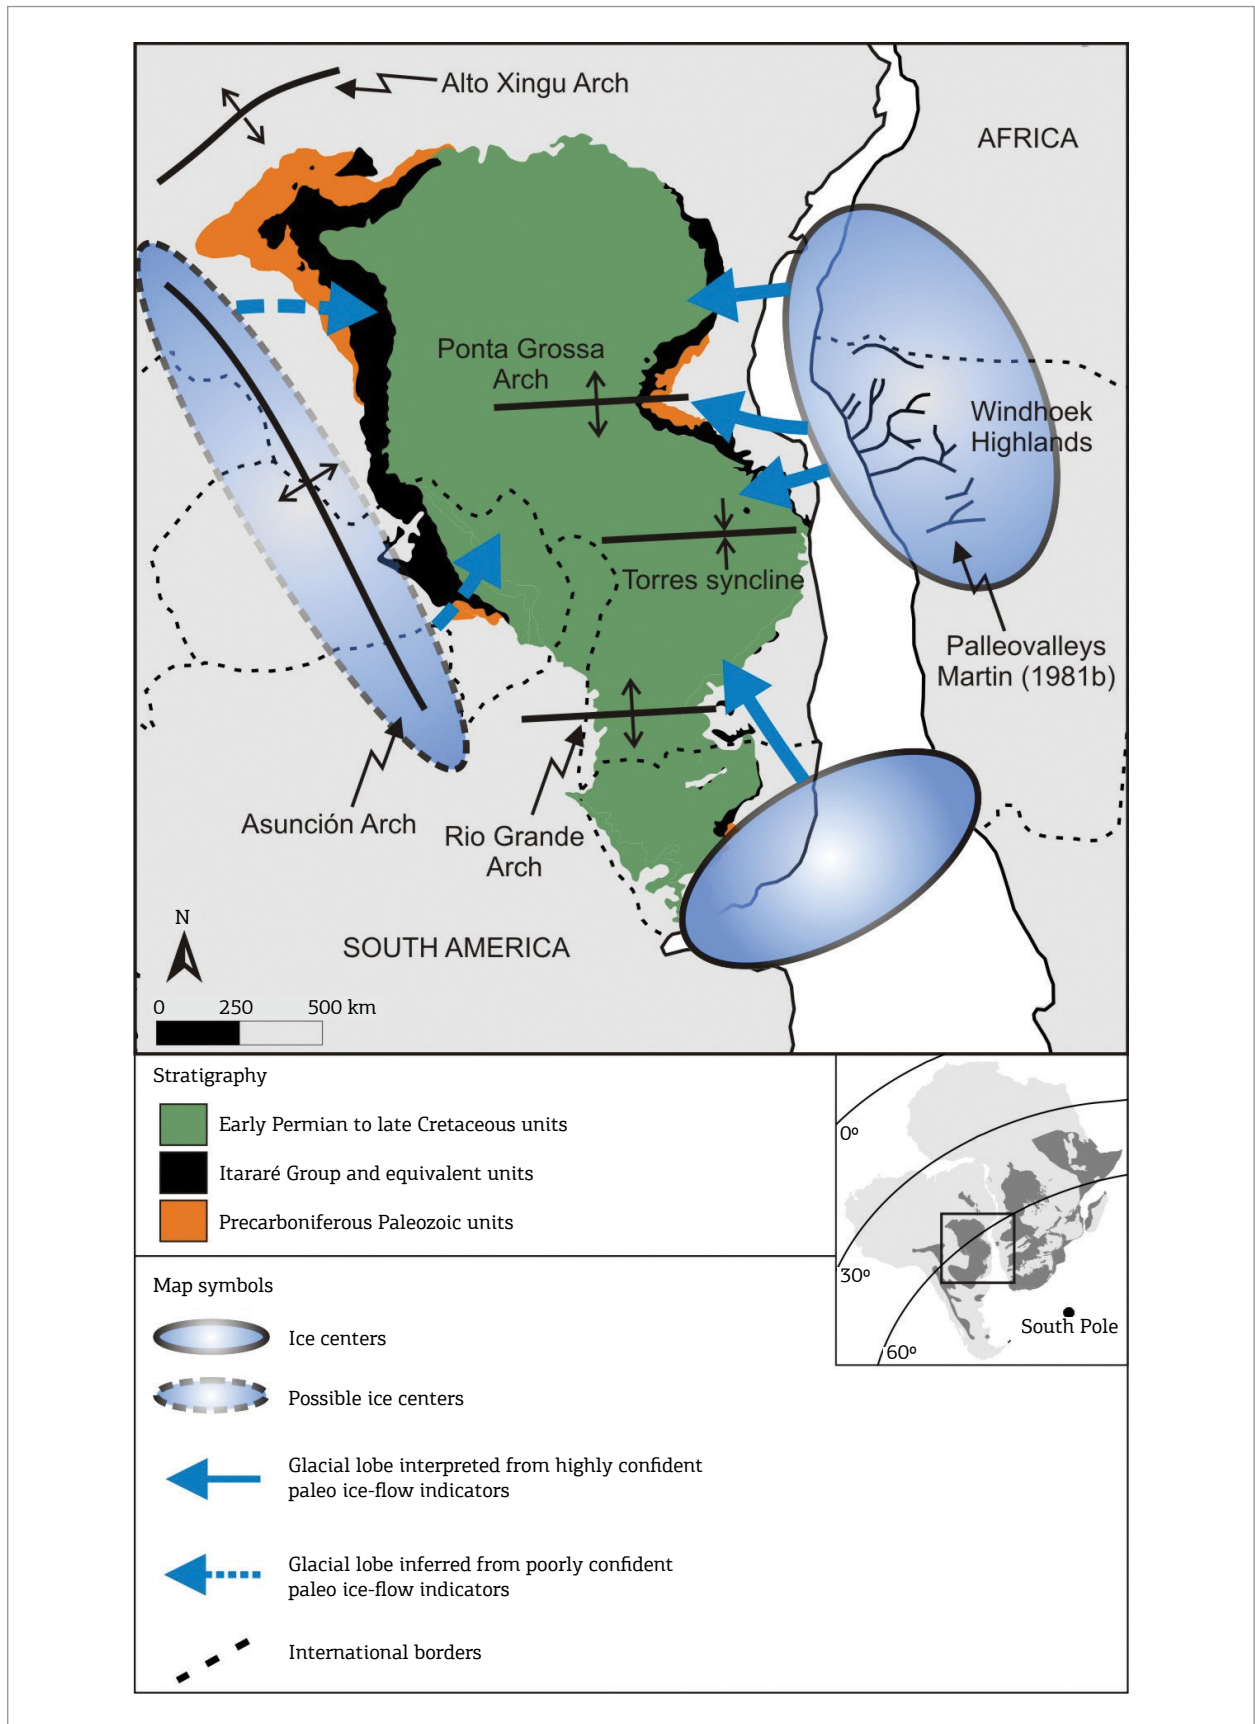 Alto Xingu Arch
AFRICA
Ponta Grossa
Arch
Windhoek
Highlands
Torres syncline
Palleovalleys
Martin (1981b)
Asunción Arch
Rio Grande
Arch
N
SOUTH AMERICA
0 250 500 km
Stratigraphy
Early Permian to late Cretaceous units
Itararé Group and equivalent units
Precarboniferous Paleozoic units
0º
30º
60º
South Pole
Map symbols
Ice centers
Possible ice centers
Glacial lobe interpreted from highly confident
paleo ice-flow indicators
Glacial lobe inferred from poorly confident
paleo ice-flow indicators
International borders